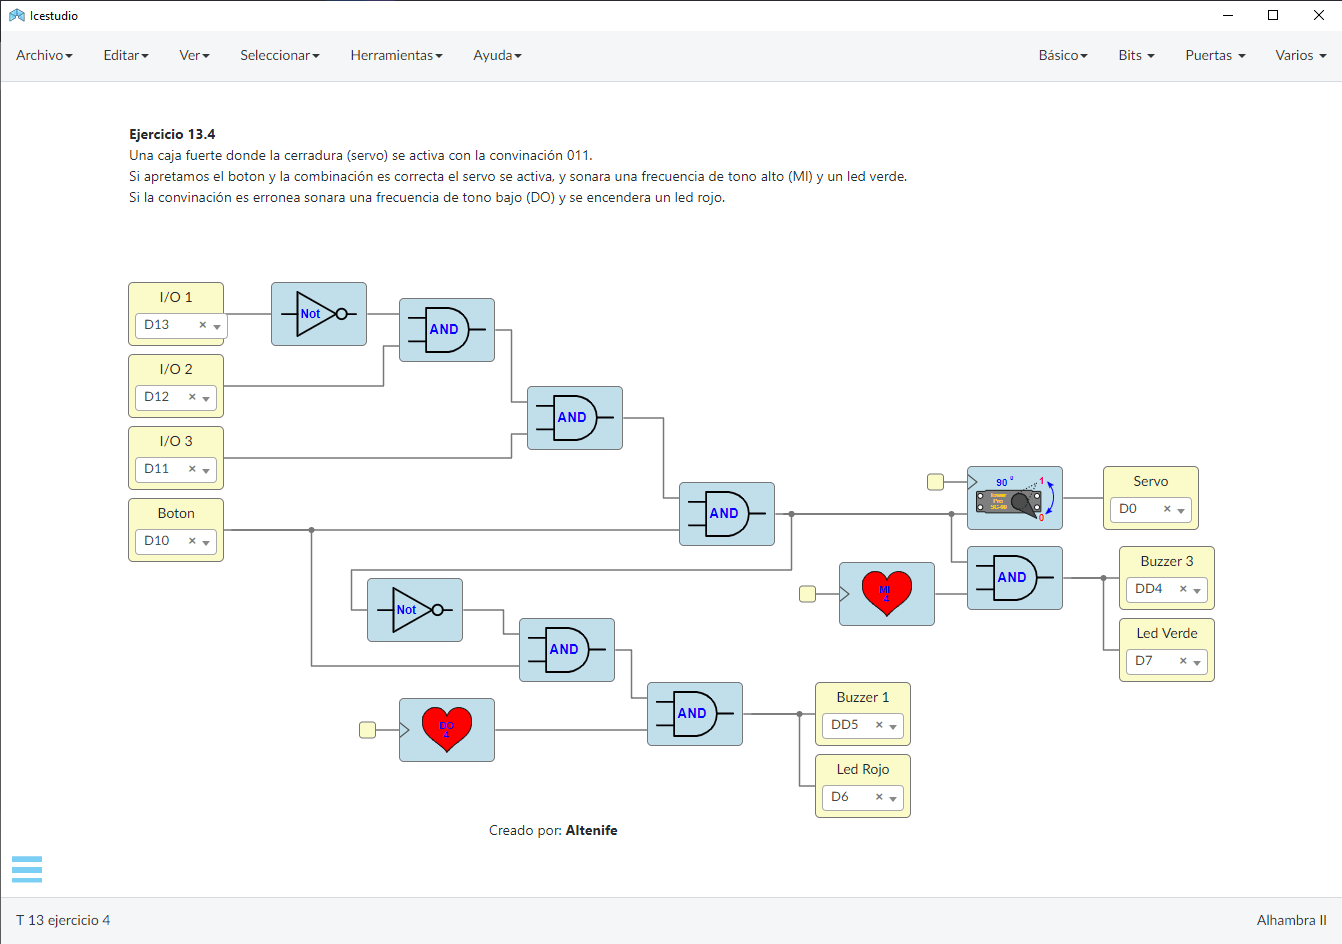 Icestudio
Archivo Editar Ver Seleccionar Herramientas Ayuda Básico Bits Puertas Varios
Ejercicio 13.4
Una caja fuerte donde la cerradura (servo) se activa con la convinación 011.
Si apretamos el boton y la combinación es correcta el servo se activa, y sonara una frecuencia de tono alto (MI) y un led verde.
Si la convinación es erronea sonara una frecuencia de tono bajo (DO) y se encendera un led rojo.
I/O 1
D13
Not
AND
I/O 2
D12
AND
I/O 3
D11
Boton
D10
AND
90 º
1
0
Servo
D0
MI
4
AND
Buzzer 3
DD4
Led Verde
D7
Not
AND
DO
4
AND
Buzzer 1
DD5
Led Rojo
D6
Creado por: Altenife
T 13 ejercicio 4
Alhambra II